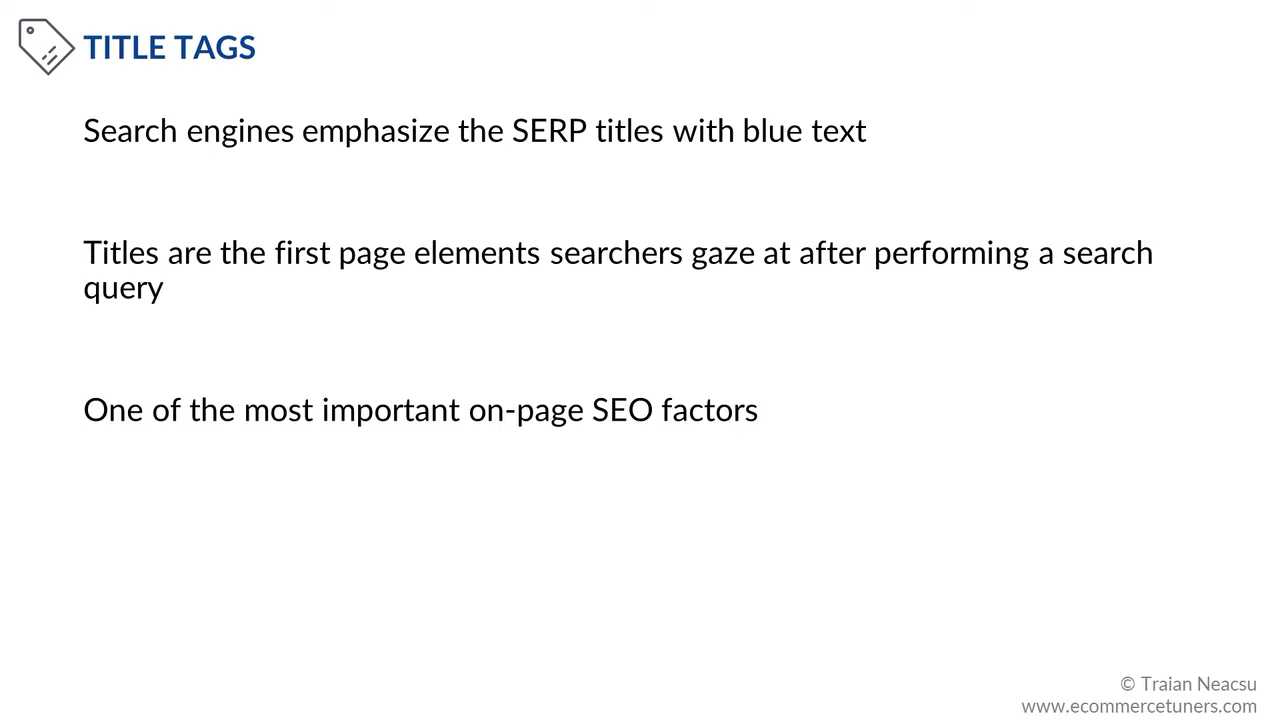 TITLE TAGS
Search engines emphasize the SERP titles with blue text
Titles are the first page elements searchers gaze at after performing a search
query
One of the most important on-page SEO factors
© Traian Neacsu
www.ecommercetuners.com